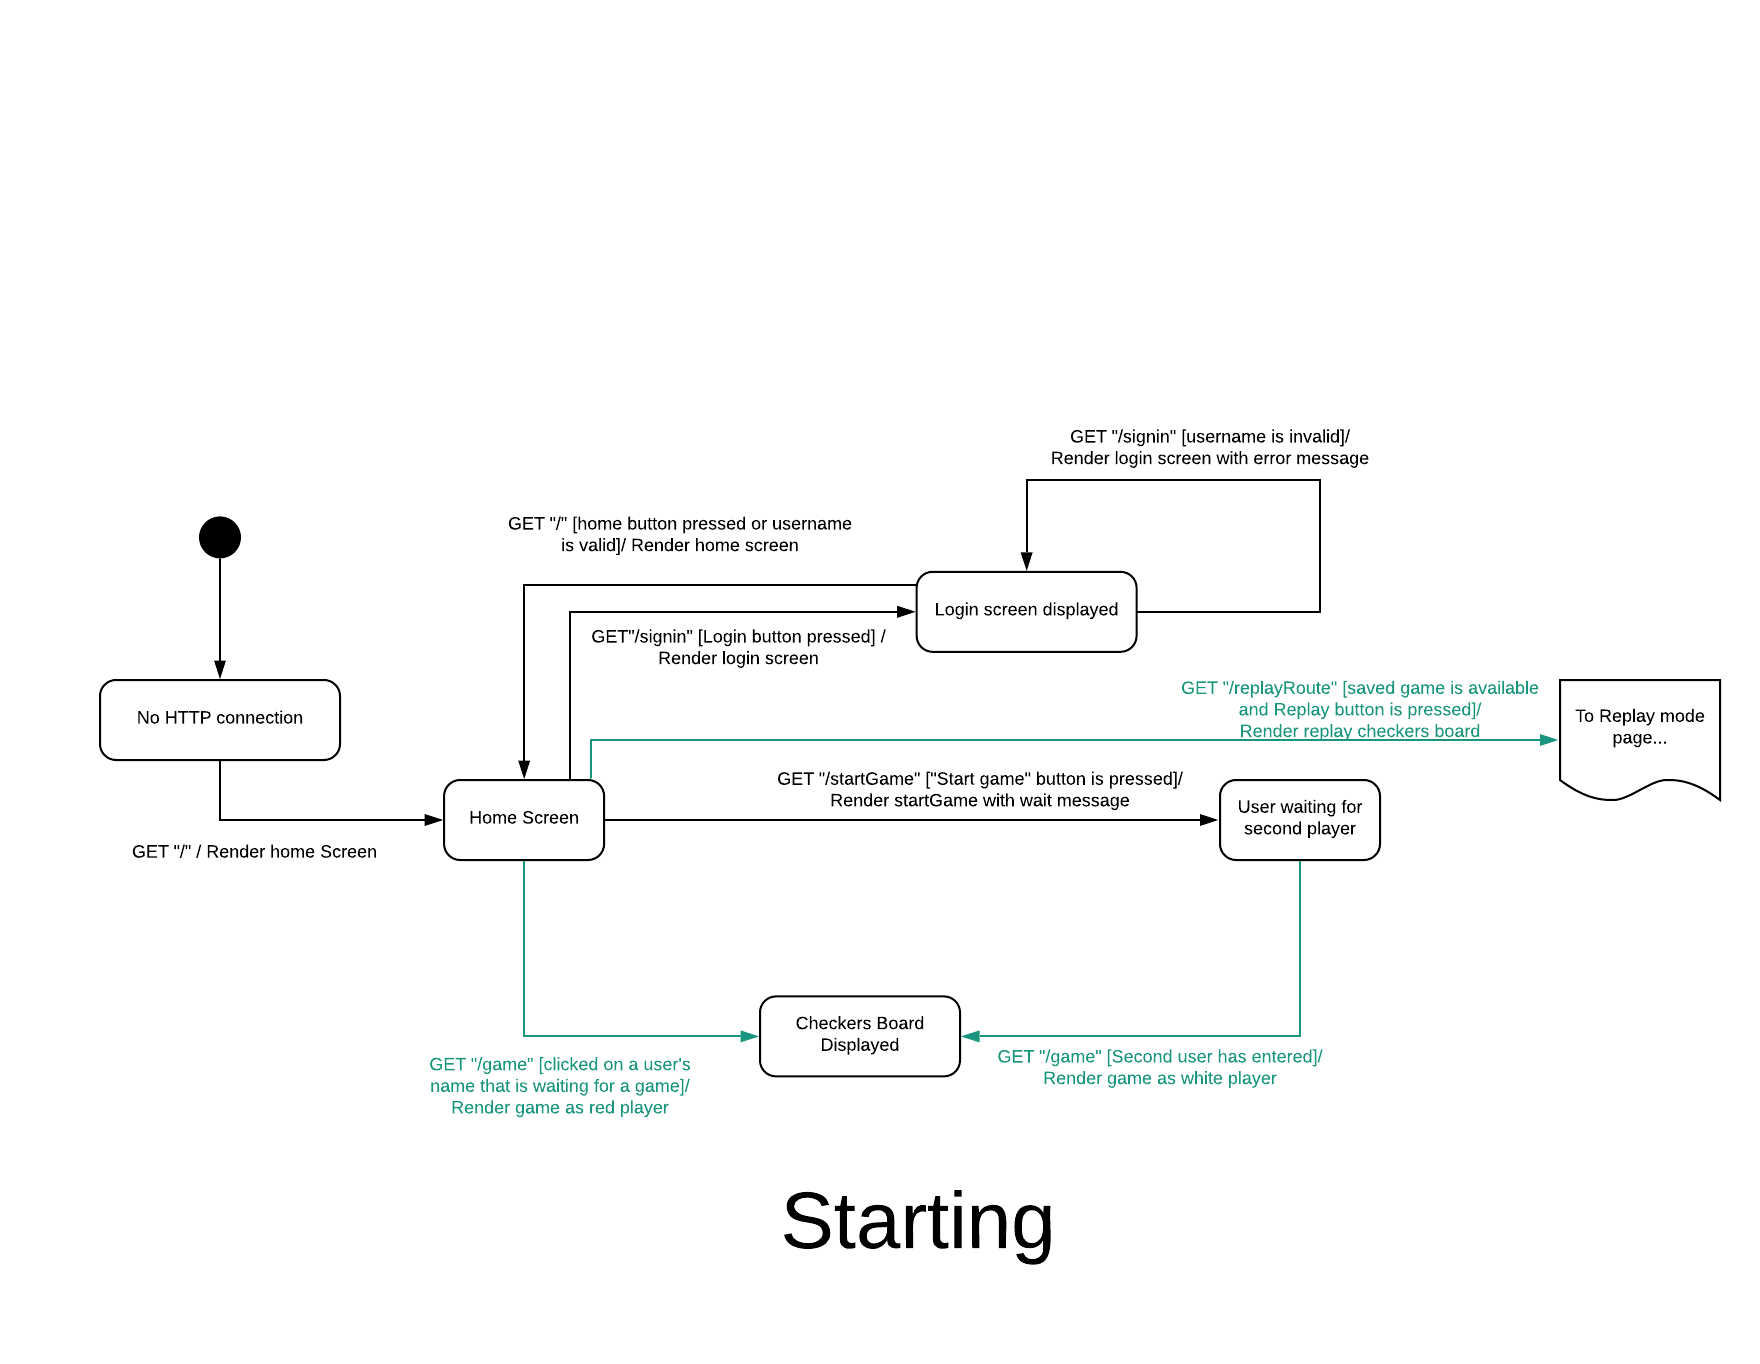 GET "/signin" [username is invalid]/
Render login screen with error message
GET "/" [home button pressed or username
is valid]/ Render home screen
Login screen displayed
GET"/signin" [Login button pressed] /
Render login screen
No HTTP connection
GET "/replayRoute" [saved game is available
and Replay button is pressed]/
Render replay checkers board
To Replay mode
page...
GET "/startGame" ["Start game" button is pressed]/
Render startGame with wait message
Home Screen
User waiting for
second player
GET "/" / Render home Screen
Checkers Board
Displayed
GET "/game" [clicked on a user's
name that is waiting for a game]/
Render game as red player
GET "/game" [Second user has entered]/
Render game as white player
Starting